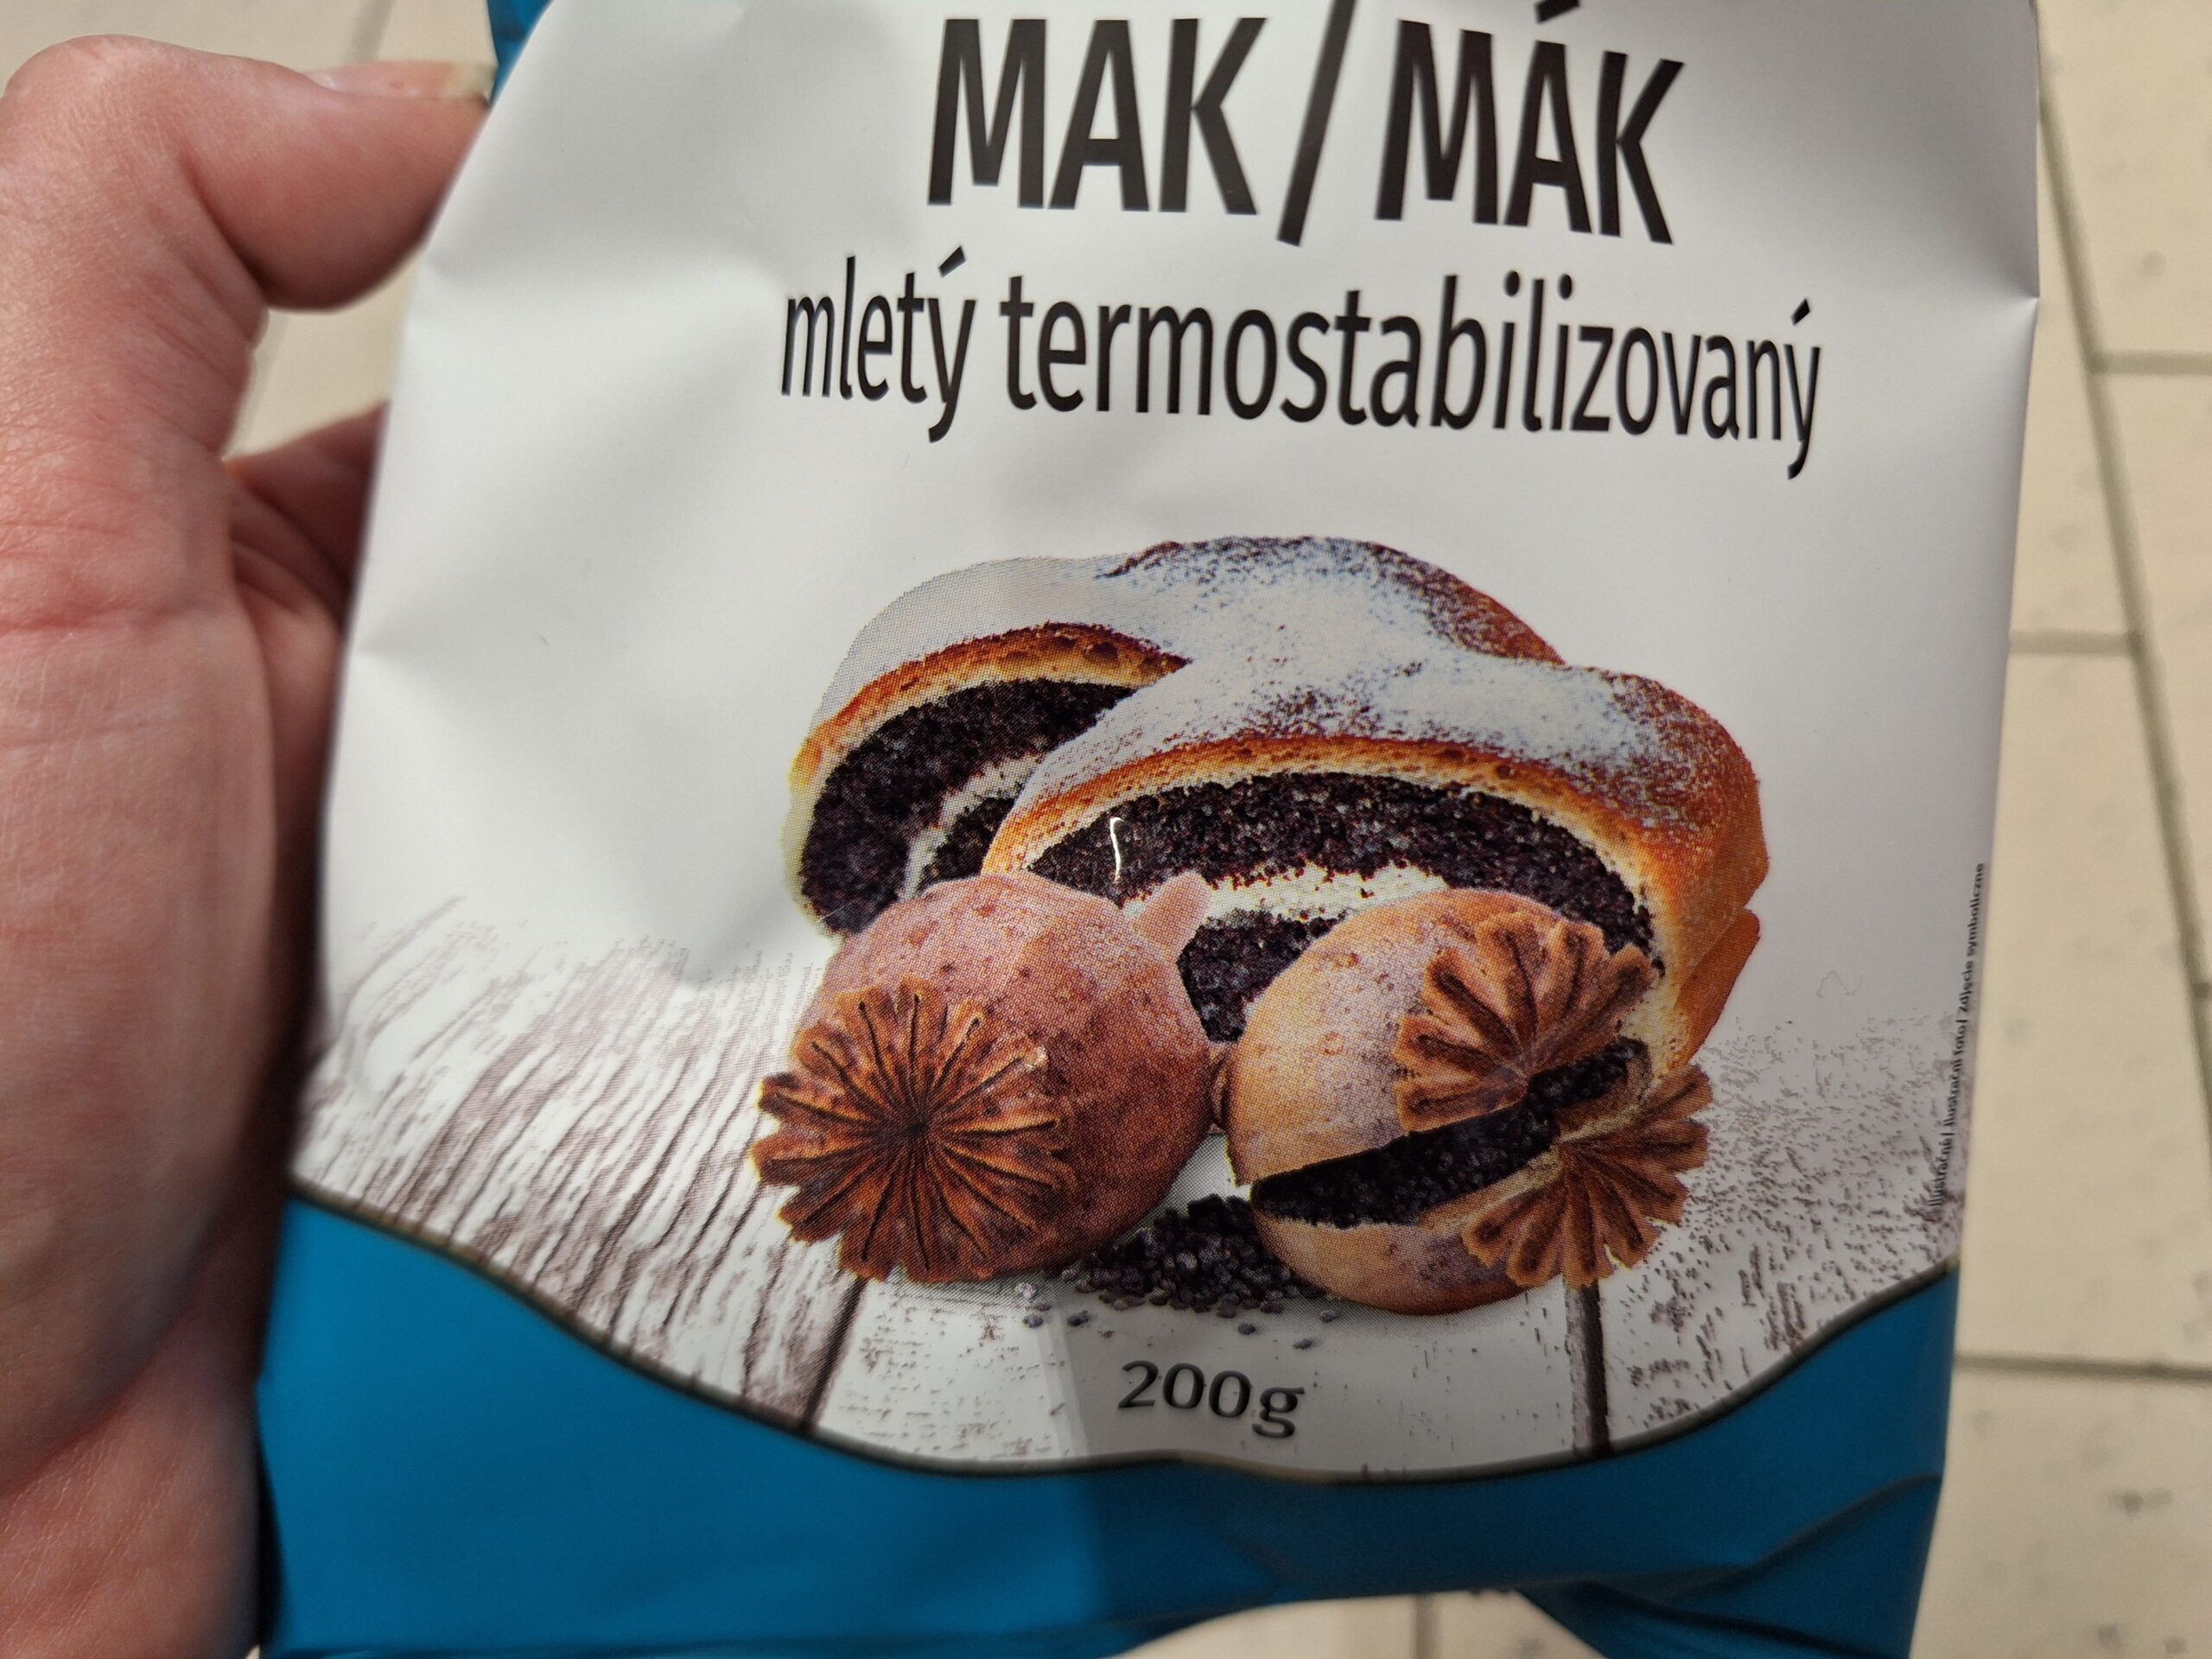 MAK / MÁK
mletý termostabilizovaný
200g